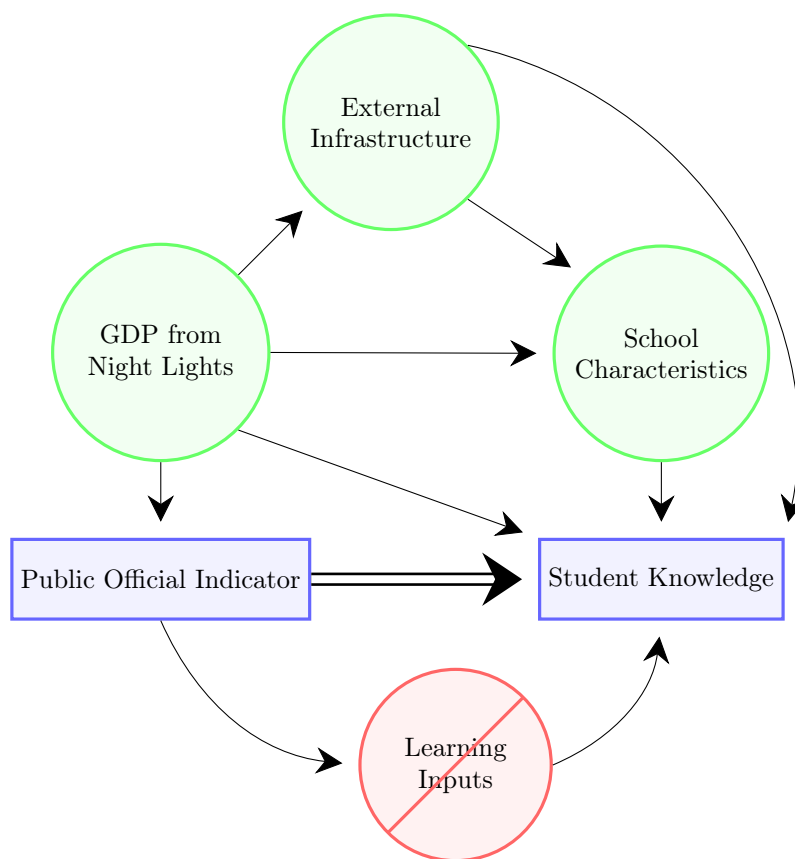 External
Infrastructure
GDP from
Night Lights
School
Characteristics
Public Official Indicator
Student Knowledge
Learning
Inputs